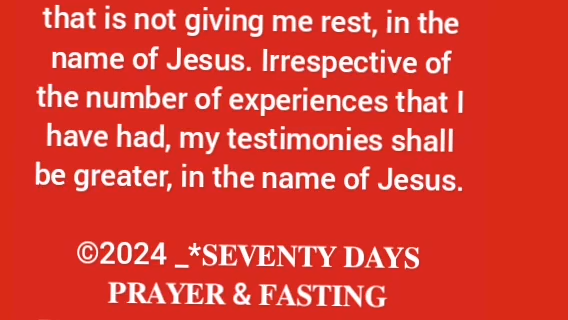 that is not giving me rest, in the
name of Jesus. Irrespective of
the number of experiences that I
have had, my testimonies shall
be greater, in the name of Jesus.
©2024 _*SEVENTY DAYS
PRAYER & FASTING